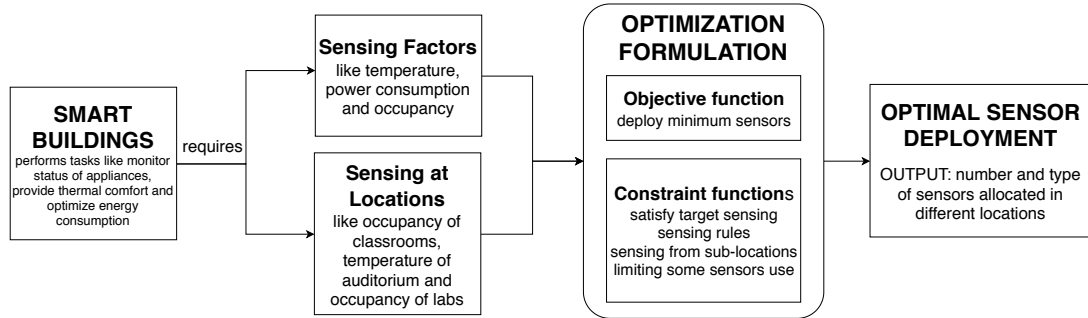 SMART
BUILDINGS
performs tasks like monitor
status of appliances,
provide thermal comfort and
optimize energy
consumption
requires
Sensing Factors
like temperature,
power consumption
and occupancy
Sensing at
Locations
like occupancy of
classrooms,
temperature of
auditorium and
occupancy of labs
OPTIMIZATION
FORMULATION
Objective function
deploy minimum sensors
Constraint functions
satisfy target sensing
sensing rules
sensing from sub-locations
limiting some sensors use
OPTIMAL SENSOR
DEPLOYMENT
OUTPUT: number and type
of sensors allocated in
different locations